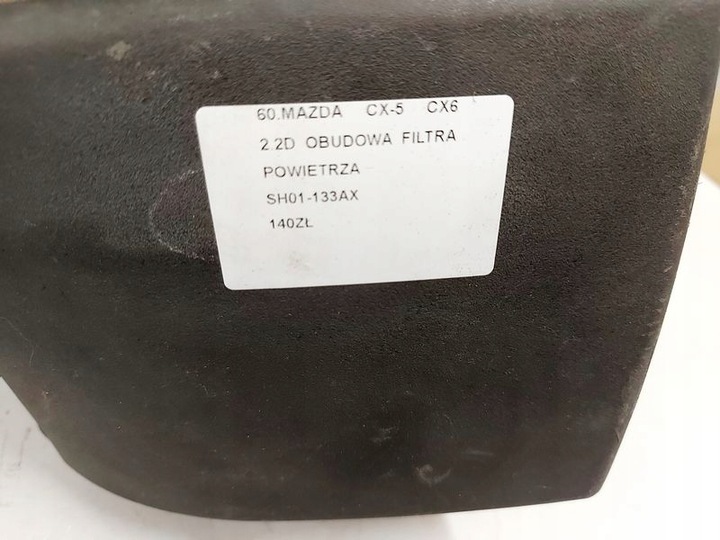 60.MAZDA CX-5 CX6
2.2D OBUDOWA FILTRA
POWIETRZA
SH01-133AX
140ZŁ